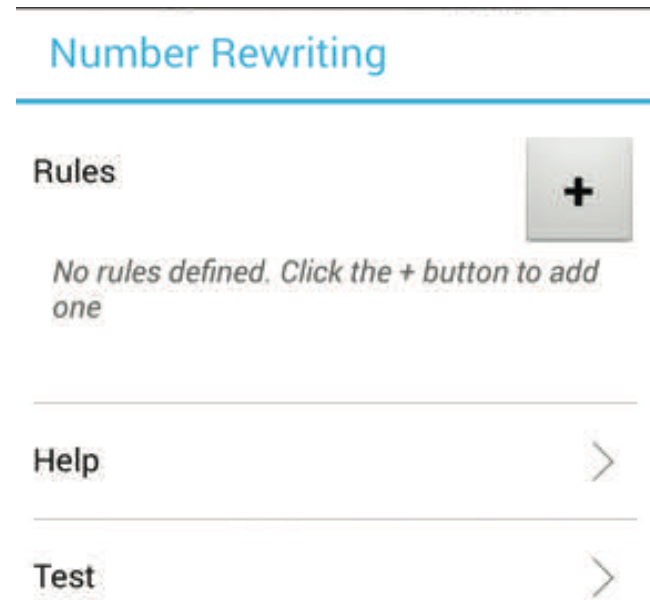 Number Rewriting
Rules
+
No rules defined. Click the + button to add
one
Help
Test